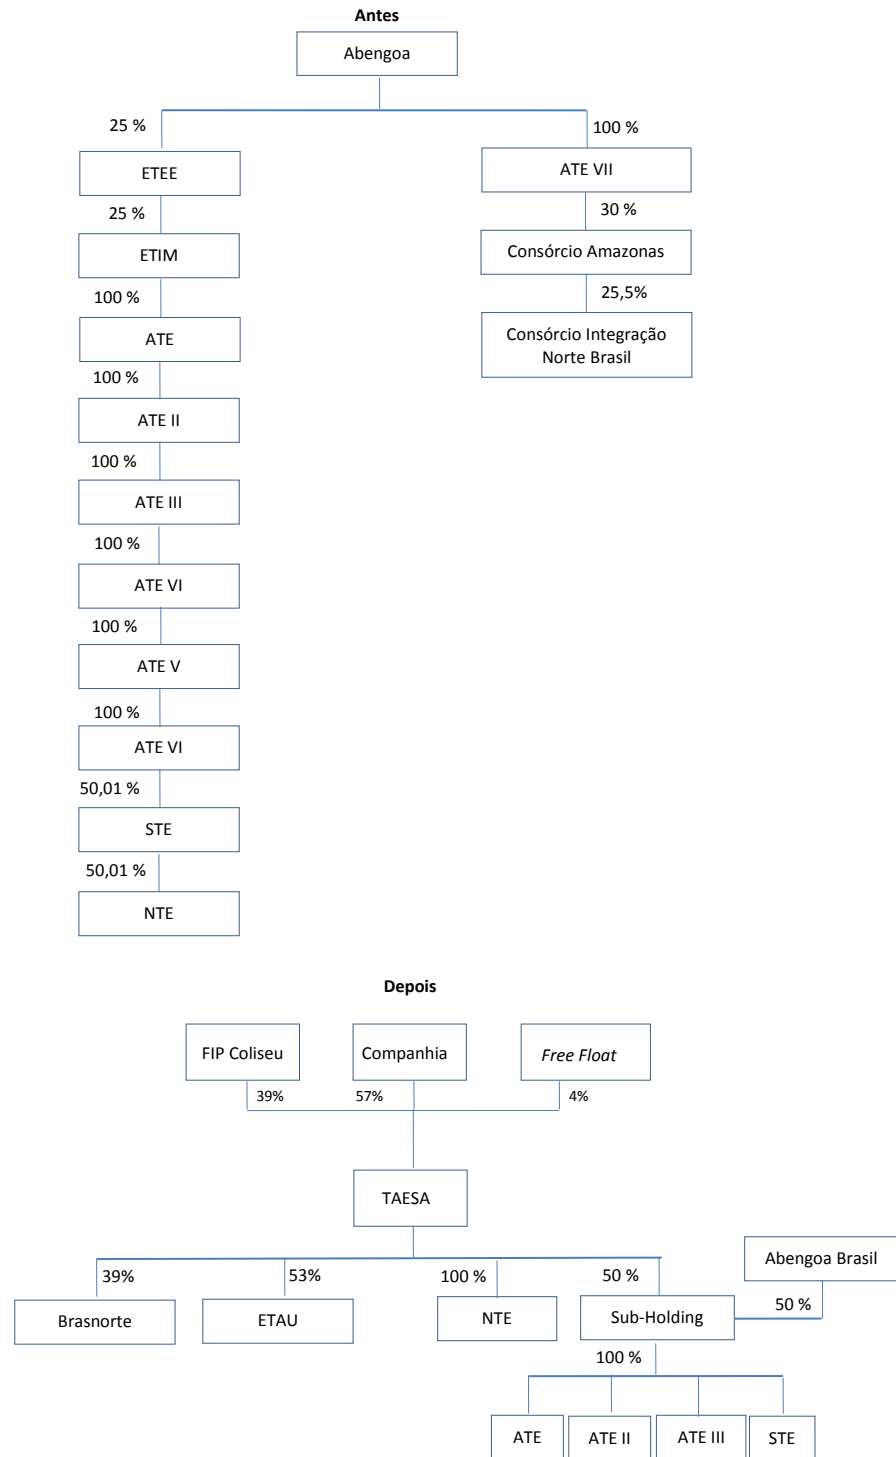 Antes
Abengoa
25 %
100 %
ETEE
ATE VII
25 %
30 %
ETIM
Consórcio Amazonas
100 %
25,5%
ATE
Consórcio Integração
Norte Brasil
100 %
ATE II
100 %
ATE III
100 %
ATE VI
100 %
ATE V
100 %
ATE VI
50,01 %
STE
50,01 %
NTE
Depois
FIP Coliseu
Companhia
Free Float
39%
57%
4%
TAESA
Abengoa Brasil
39%
53%
100 %
50 %
50 %
Brasnorte
ETAU
NTE
Sub-Holding
100 %
ATE
ATE II
ATE III
STE